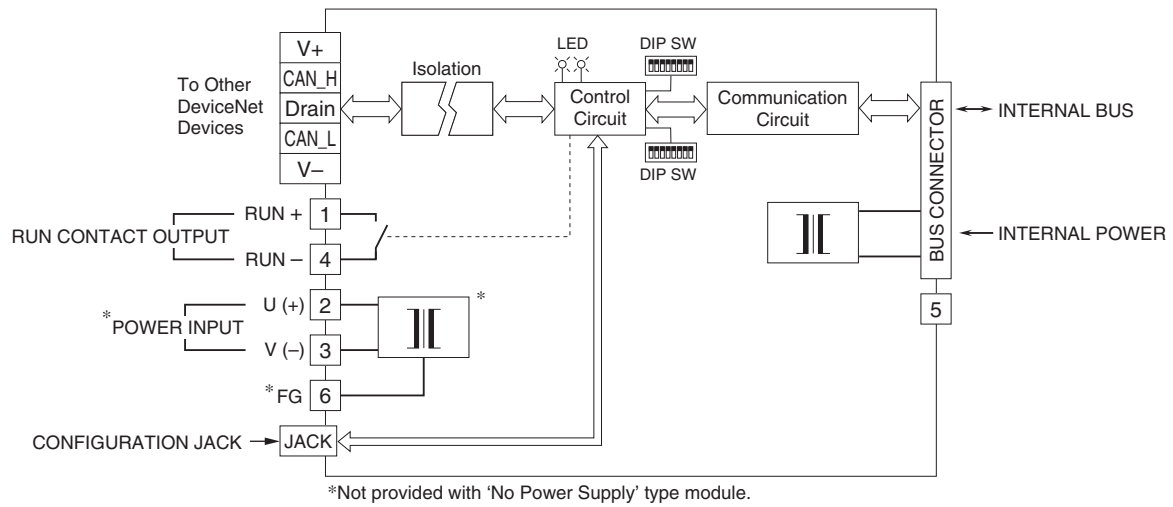 To Other
DeviceNet
Devices
V+
CAN_H
Drain
CAN_L
V–
Isolation
LED
Control
Circuit
DIP SW
DIP SW
Communication
Circuit
BUS CONNECTOR
INTERNAL BUS
INTERNAL POWER
5
RUN CONTACT OUTPUT
RUN + 1
RUN – 4
*POWER INPUT
U (+) 2
V (–) 3
*
*FG 6
CONFIGURATION JACK
JACK
*Not provided with ‘No Power Supply’ type module.